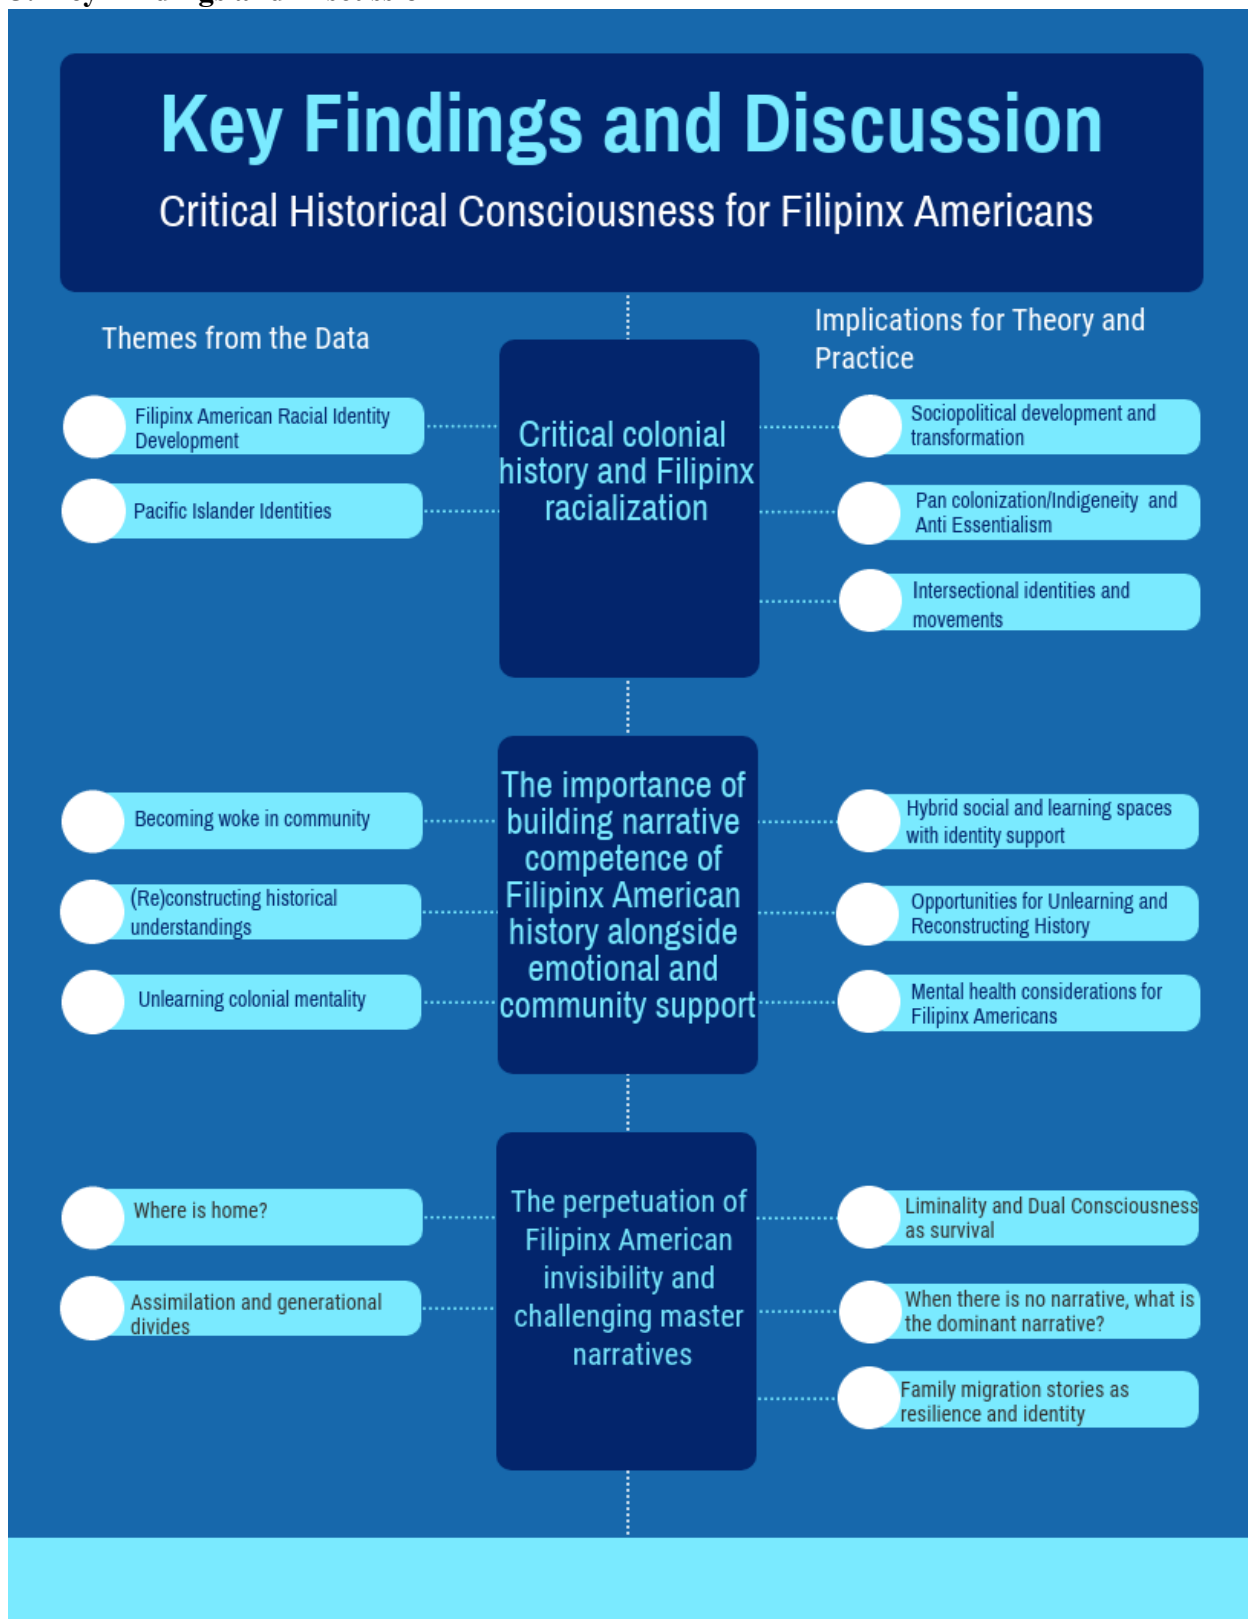 Key Findings and Discussion
Critical Historical Consciousness for Filipinx Americans
Themes from the Data
Implications for Theory and
Practice
Filipinx American Racial Identity
Development
Pacific Islander Identities
Critical colonial
history and Filipinx
racialization
Sociopolitical development and
transformation
Pan colonization/Indigeneity and
Anti Essentialism
Intersectional identities and
movements
Becoming woke in community
(Re)constructing historical
understandings
Unlearning colonial mentality
The importance of
building narrative
competence of
Filipinx American
history alongside
emotional and
community support
Hybrid social and learning spaces
with identity support
Opportunities for Unlearning and
Reconstructing History
Mental health considerations for
Filipinx Americans
Where is home?
Assimilation and generational
divides
The perpetuation of
Filipinx American
invisibility and
challenging master
narratives
Liminality and Dual Consciousness
as survival
When there is no narrative, what is
the dominant narrative?
Family migration stories as
resilience and identity